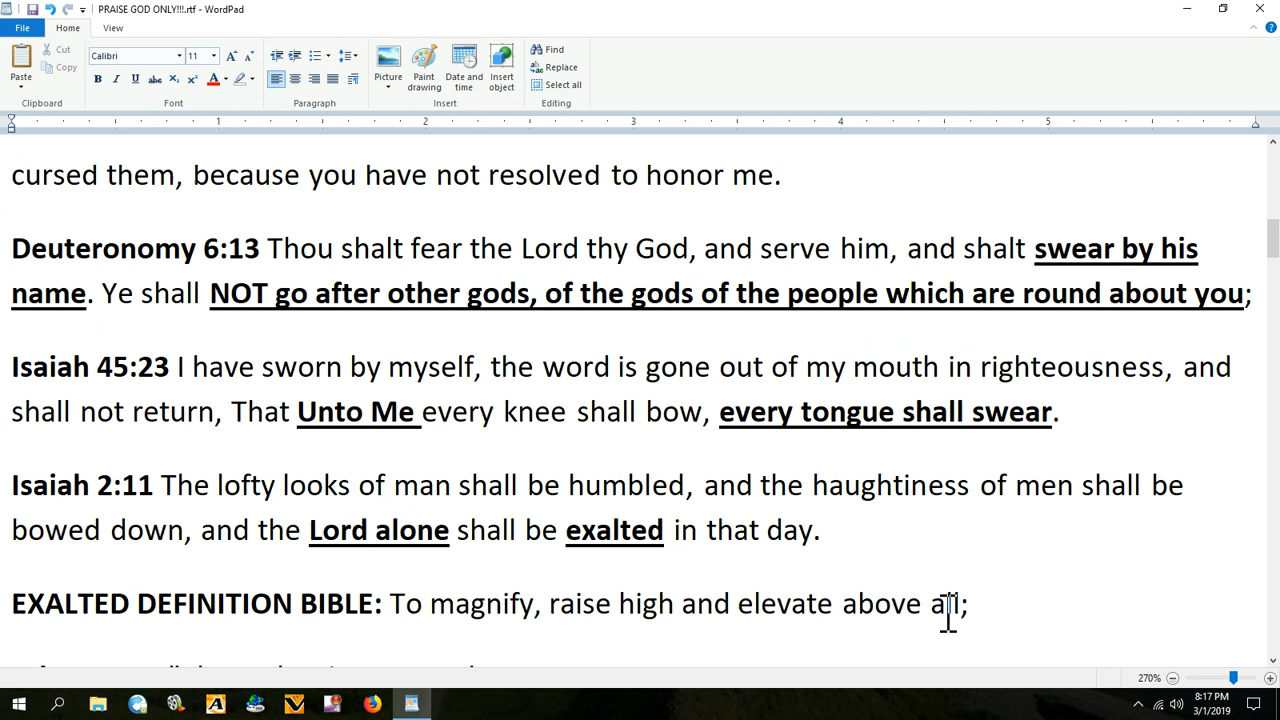 PRAISE GOD ONLY!!!.rtf - WordPad
File Home View
Paste Cut Copy Clipboard
Calibri 11
B I U abc X₂ X² A
Font
Paragraph
Picture Paint drawing Date and time Insert object
Insert
Find
Replace
Select all
Editing
1 2 3 4 5
cursed them, because you have not resolved to honor me.
Deuteronomy 6:13 Thou shalt fear the Lord thy God, and serve him, and shalt swear by his
name. Ye shall NOT go after other gods, of the gods of the people which are round about you;
Isaiah 45:23 I have sworn by myself, the word is gone out of my mouth in righteousness, and
shall not return, That Unto Me every knee shall bow, every tongue shall swear.
Isaiah 2:11 The lofty looks of man shall be humbled, and the haughtiness of men shall be
bowed down, and the Lord alone shall be exalted in that day.
EXALTED DEFINITION BIBLE: To magnify, raise high and elevate above all;
270%
8:17 PM
3/1/2019